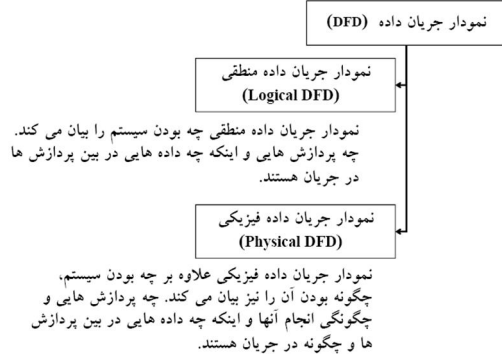 نمودار جریان داده (DFD)
نمودار جریان داده منطقی
(Logical DFD)
نمودار جریان داده منطقی چه بودن سیستم را بیان می کند.
چه پردازش هایی و اینکه چه داده هایی در بین پردازش ها
در جریان هستند.
نمودار جریان داده فیزیکی
(Physical DFD)
نمودار جریان داده فیزیکی علاوه بر چه بودن سیستم،
چگونه بودن آن را نیز بیان می کند. چه پردازش هایی و
چگونگی انجام آنها و اینکه چه داده هایی در بین پردازش
ها و چگونه در جریان هستند.